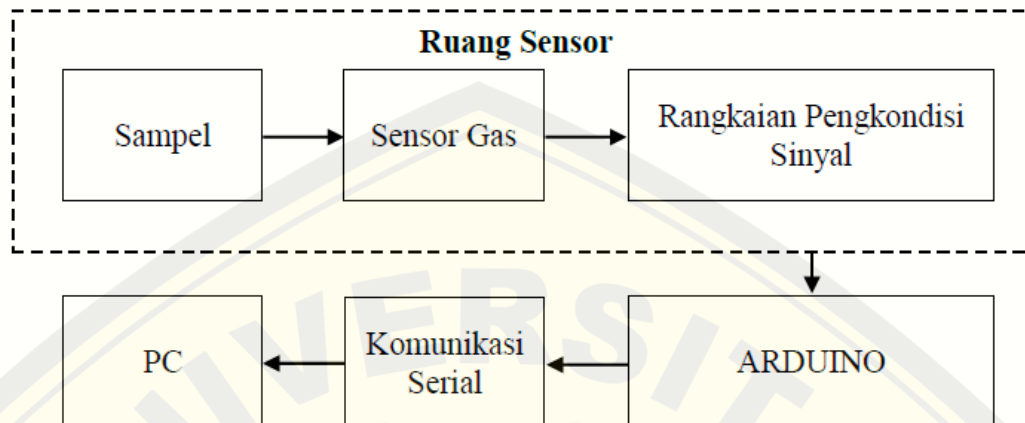 Ruang Sensor
Sampel
Sensor Gas
Rangkaian Pengkondisi
Sinyal
PC
Komunikasi
Serial
ARDUINO